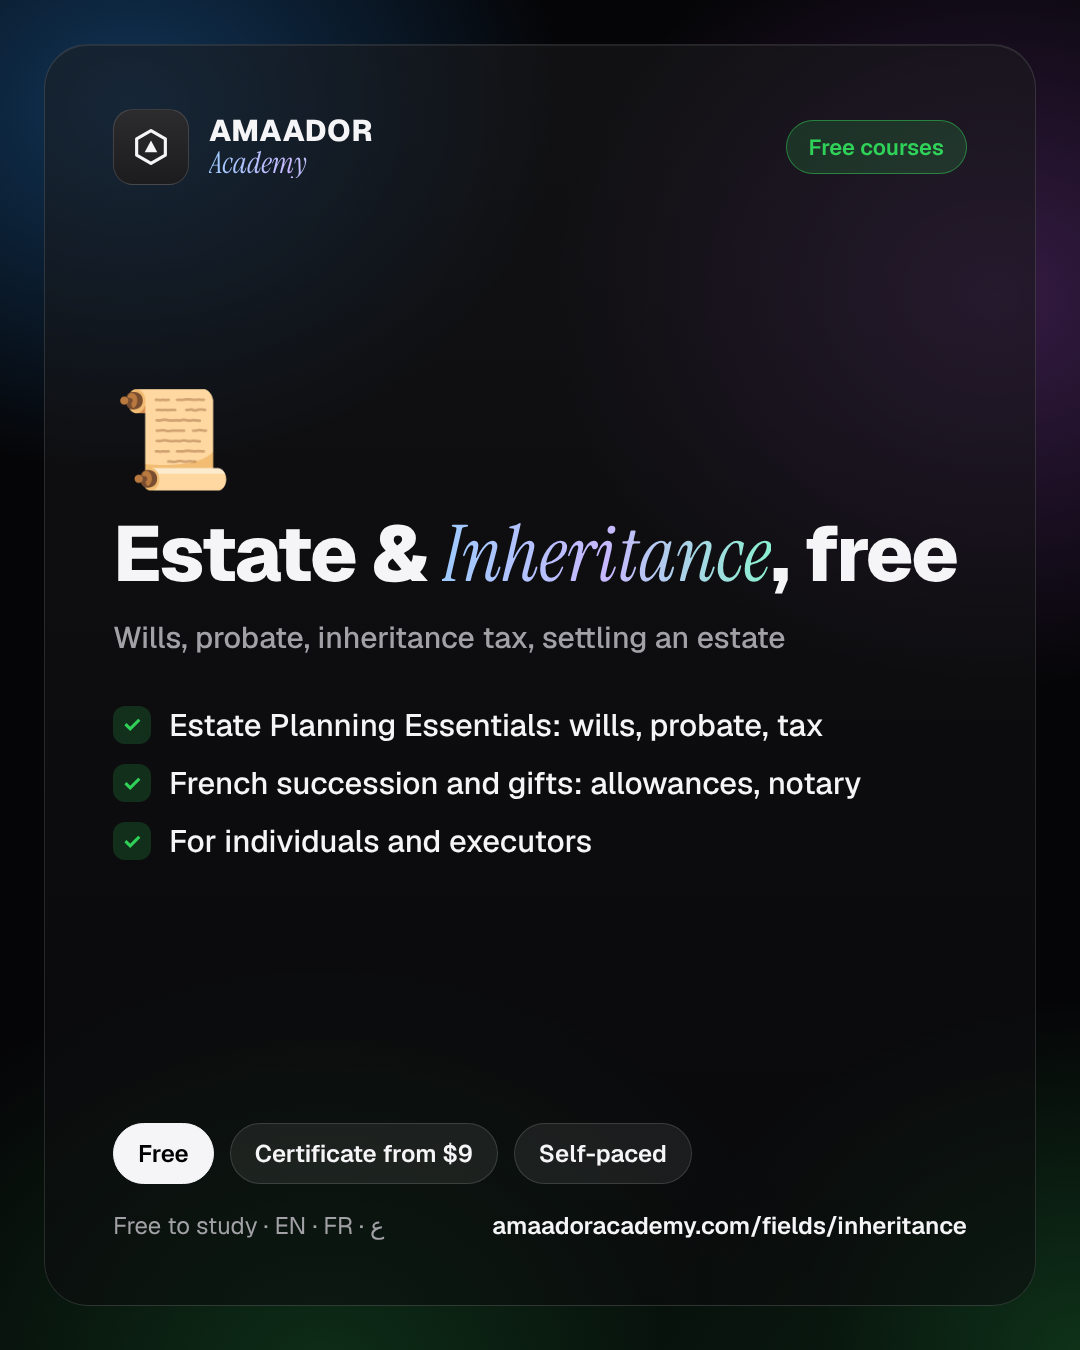 AMAADOR
Academy
Free courses
Estate & Inheritance, free
Wills, probate, inheritance tax, settling an estate
Estate Planning Essentials: wills, probate, tax
French succession and gifts: allowances, notary
For individuals and executors
Free
Certificate from $9
Self-paced
Free to study · EN · FR · ع
amaadoracademy.com/fields/inheritance